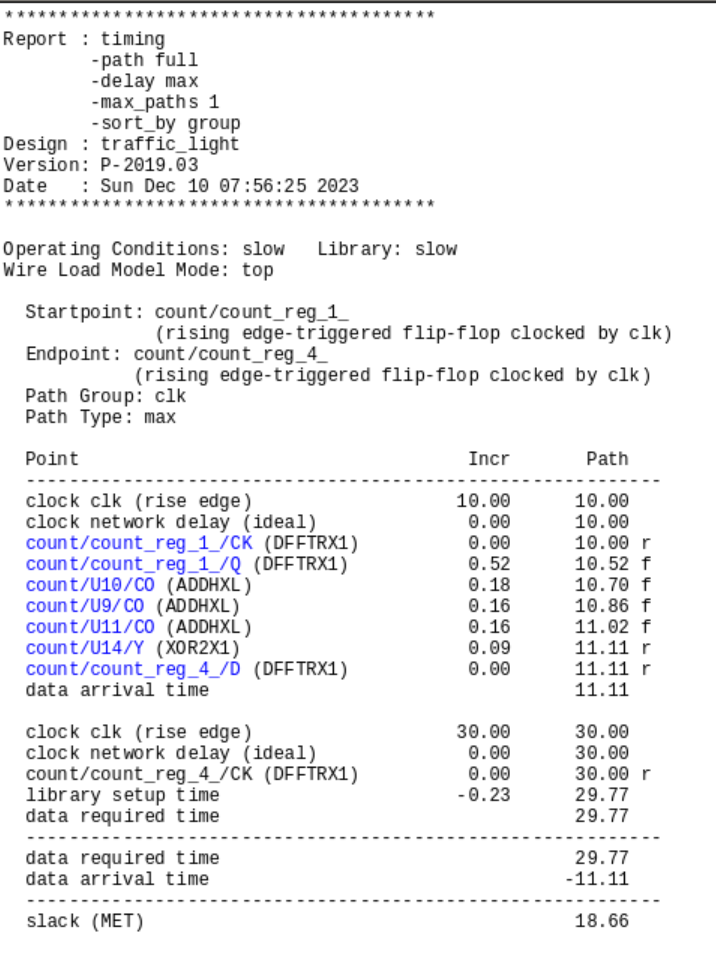 ****************************************
Report : timing
        -path full
        -delay max
        -max_paths 1
        -sort_by group
Design : traffic_light
Version: P-2019.03
Date   : Sun Dec 10 07:56:25 2023
****************************************

Operating Conditions: slow   Library: slow
Wire Load Model Mode: top

  Startpoint: count/count_reg_1_
              (rising edge-triggered flip-flop clocked by clk)
  Endpoint: count/count_reg_4_
            (rising edge-triggered flip-flop clocked by clk)
  Path Group: clk
  Path Type: max

  Point                                    Incr       Path
  -----------------------------------------------------------
  clock clk (rise edge)                   10.00      10.00
  clock network delay (ideal)              0.00      10.00
  count/count_reg_1_/CK (DFFTRX1)          0.00      10.00 r
  count/count_reg_1_/Q (DFFTRX1)           0.52      10.52 f
  count/U10/CO (ADDHXL)                    0.18      10.70 f
  count/U9/CO (ADDHXL)                     0.16      10.86 f
  count/U11/CO (ADDHXL)                    0.16      11.02 f
  count/U14/Y (XOR2X1)                     0.09      11.11 r
  count/count_reg_4_/D (DFFTRX1)           0.00      11.11 r
  data arrival time                                  11.11

  clock clk (rise edge)                   30.00      30.00
  clock network delay (ideal)              0.00      30.00
  count/count_reg_4_/CK (DFFTRX1)          0.00      30.00 r
  library setup time                      -0.23      29.77
  data required time                                 29.77
  -----------------------------------------------------------
  data required time                                 29.77
  data arrival time                                 -11.11
  -----------------------------------------------------------
  slack (MET)                                        18.66